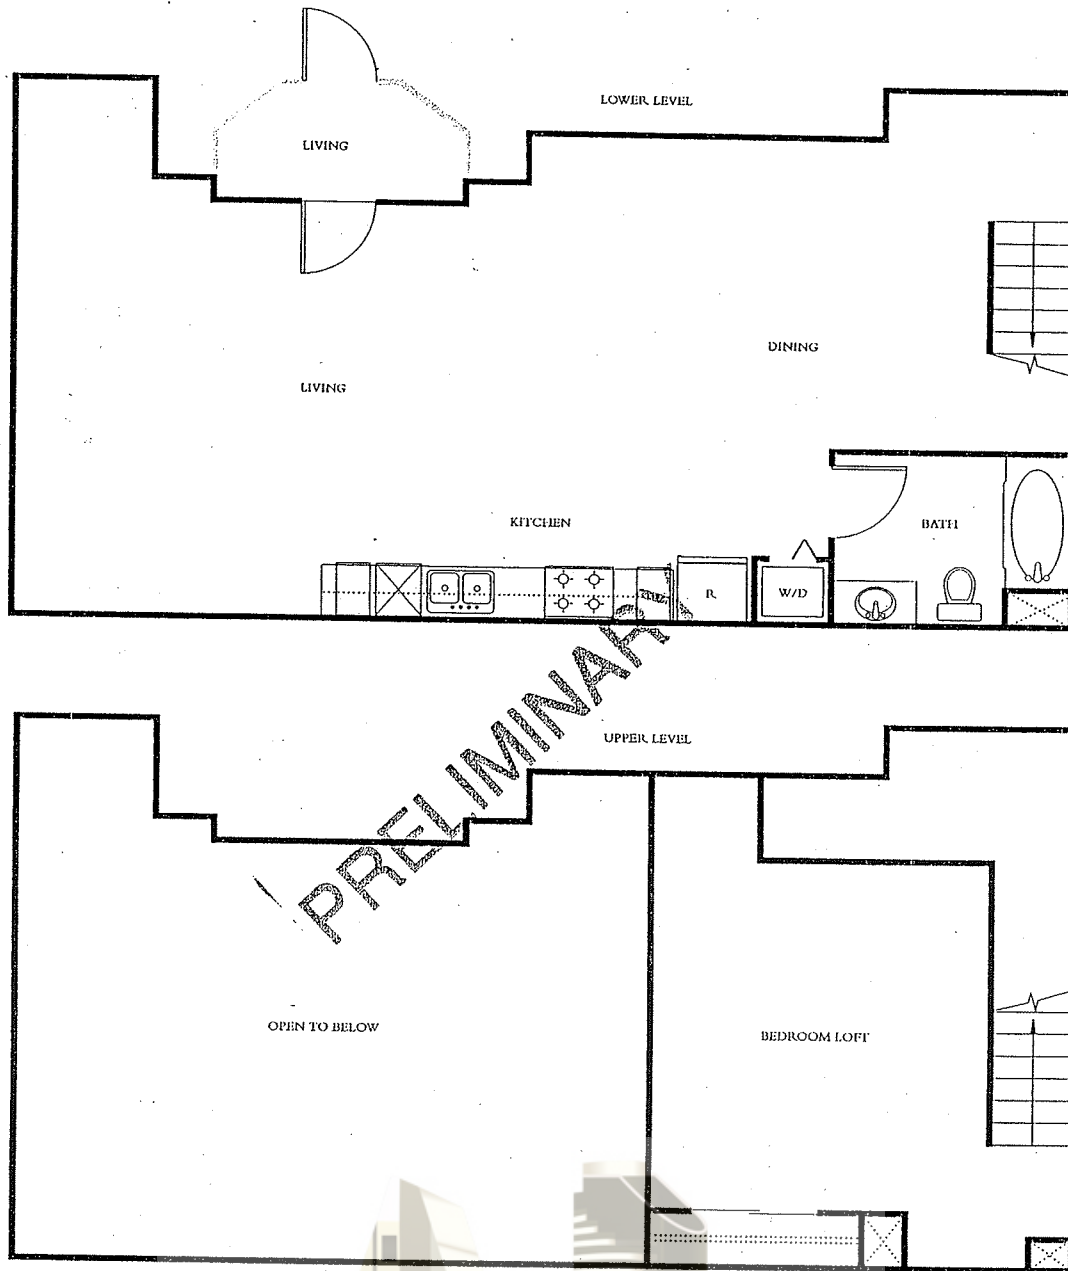 LOWER LEVEL
LIVING
DINING
LIVING
KITCHEN
BATH
R
W/D
PRELIMINARY
UPPER LEVEL
OPEN TO BELOW
BEDROOM LOFT